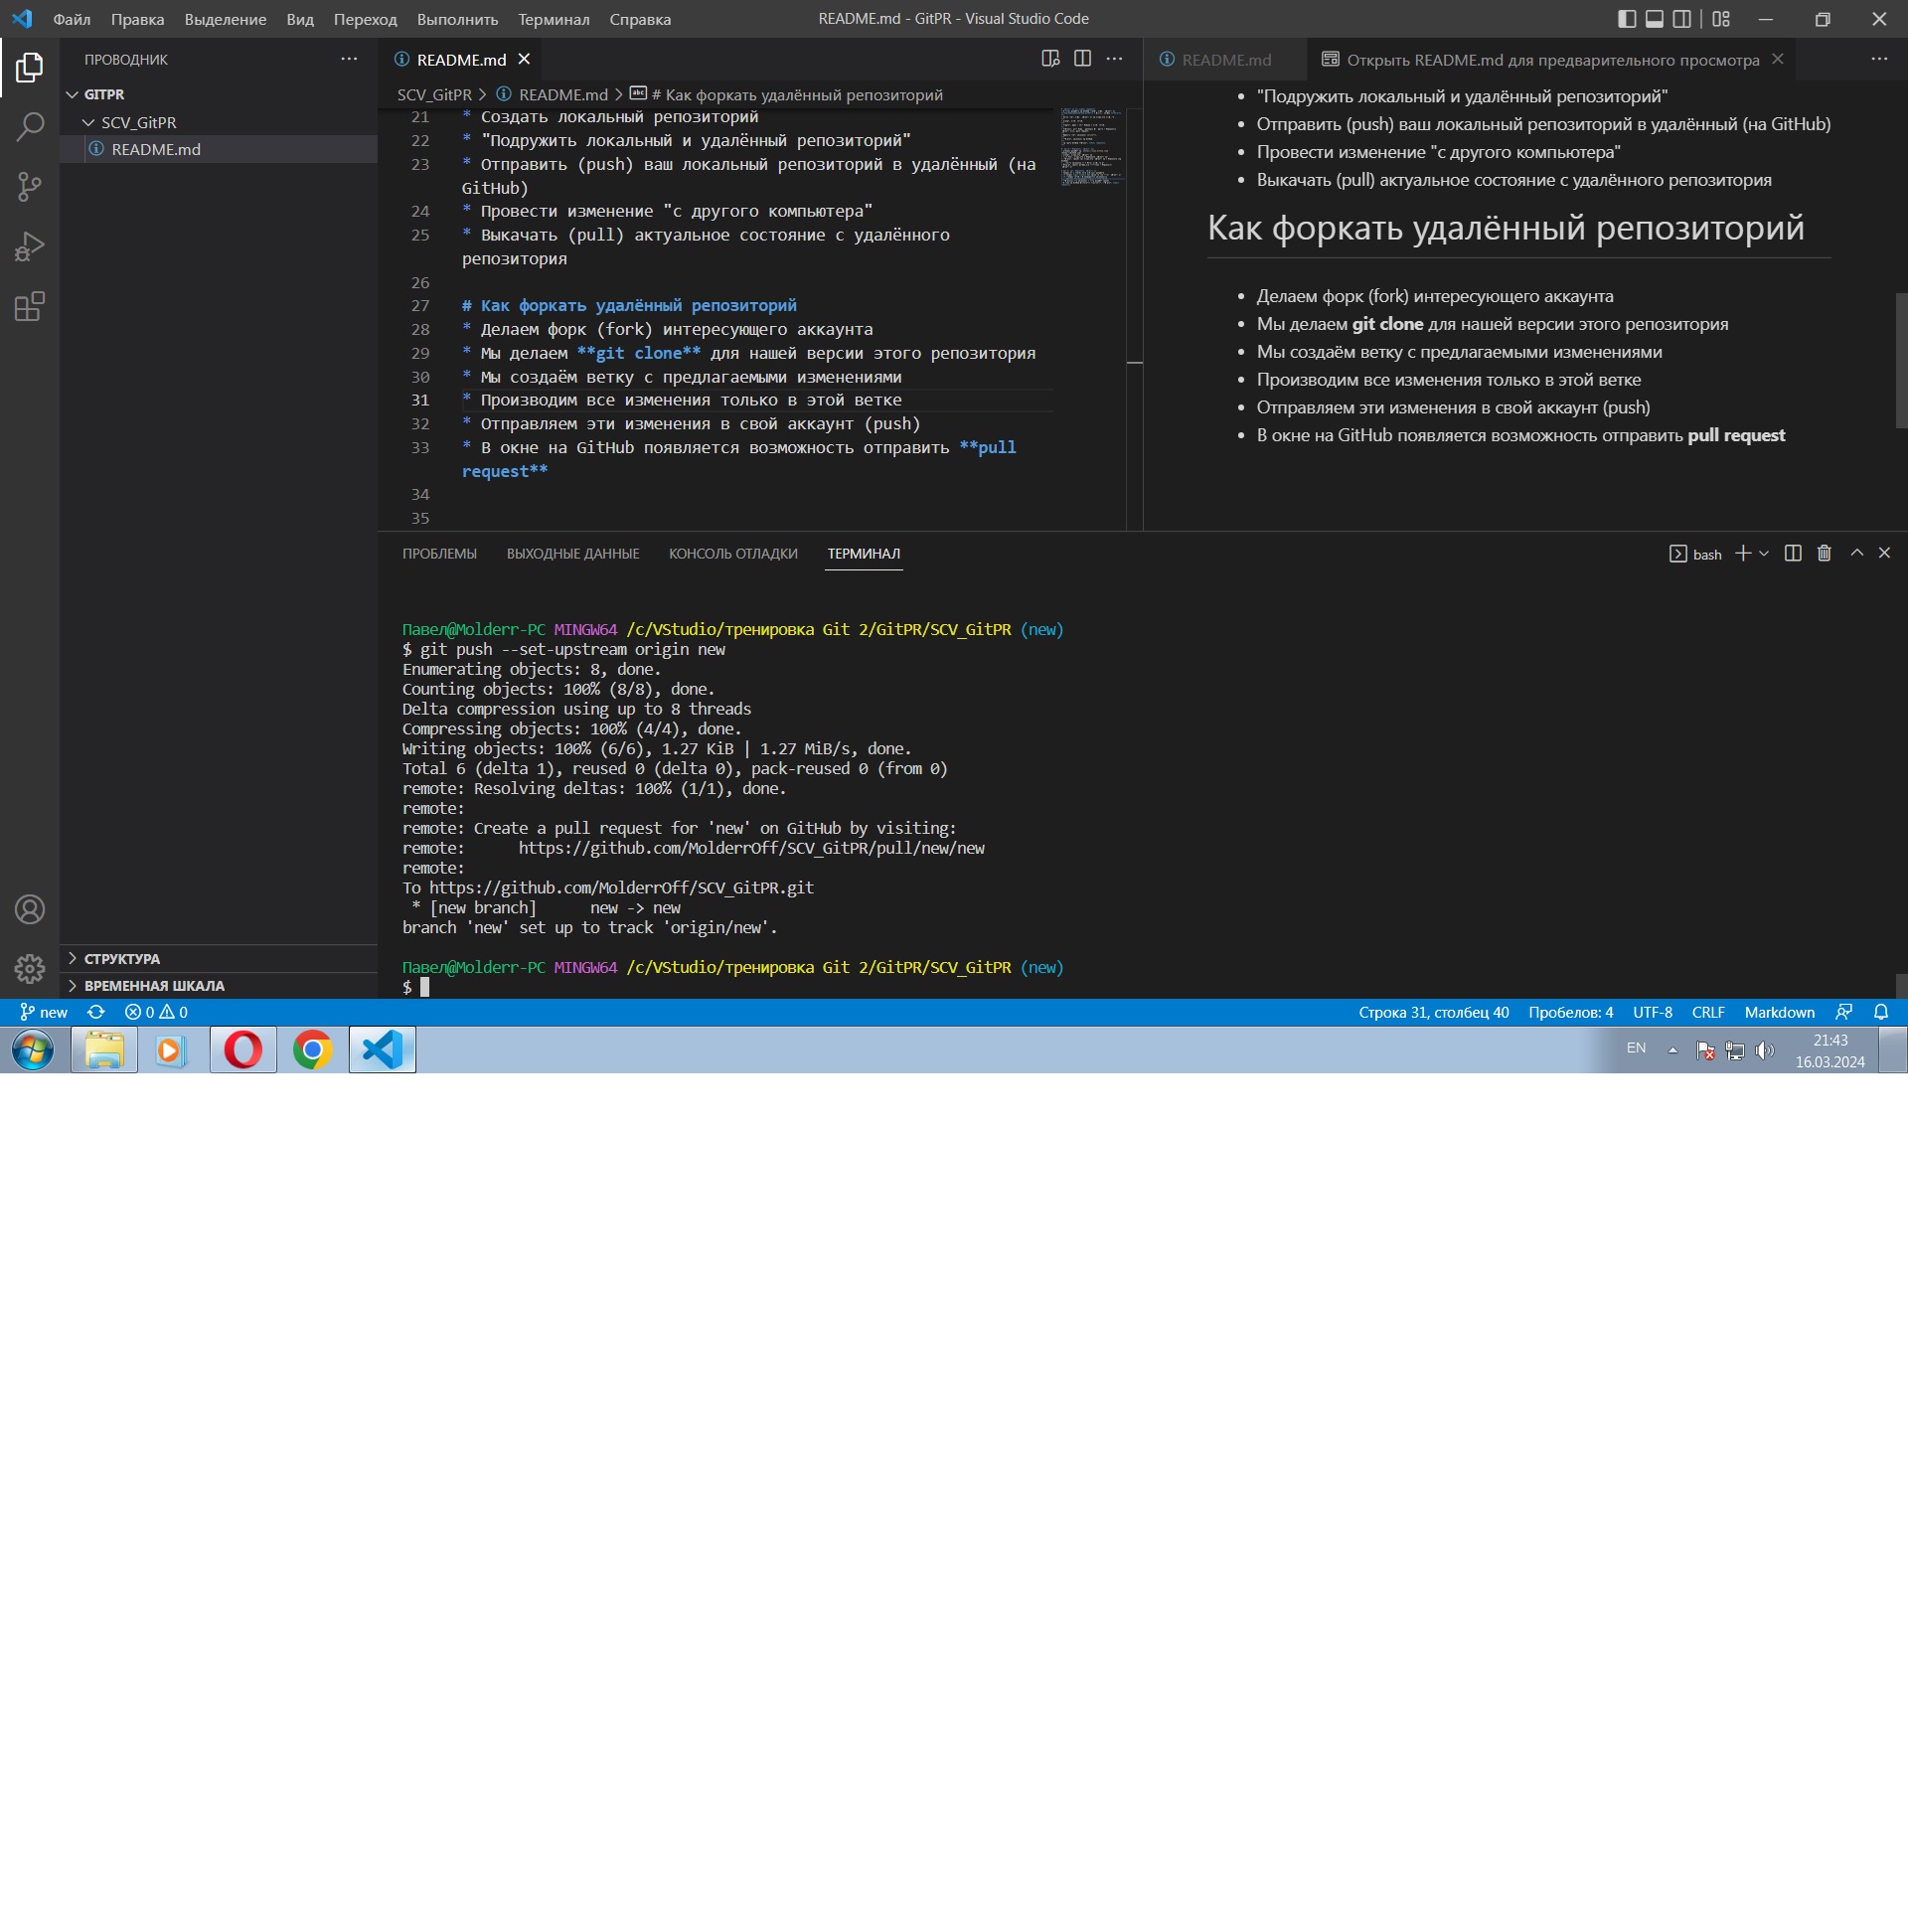 Файл Правка Выделение Вид Переход Выполнить Терминал Справка
README.md - GitPR - Visual Studio Code
ПРОВОДНИК
GITPR
SCV_GitPR
README.md
README.md
SCV_GitPR > README.md > # Как форкать удалённый репозиторий
21 * Создать локальный репозиторий
22 * "Подружить локальный и удалённый репозиторий"
23 * Отправить (push) ваш локальный репозиторий в удалённый (на
GitHub)
24 * Провести изменение "с другого компьютера"
25 * Выкачать (pull) актуальное состояние с удалённого
репозитория
26
27 # Как форкать удалённый репозиторий
28 * Делаем форк (fork) интересующего аккаунта
29 * Мы делаем **git clone** для нашей версии этого репозитория
30 * Мы создаём ветку с предлагаемыми изменениями
31 * Производим все изменения только в этой ветке
32 * Отправляем эти изменения в свой аккаунт (push)
33 * В окне на GitHub появляется возможность отправить **pull
request**
34
35
README.md
Открыть README.md для предварительного просмотра
• "Подружить локальный и удалённый репозиторий"
• Отправить (push) ваш локальный репозиторий в удалённый (на GitHub)
• Провести изменение "с другого компьютера"
• Выкачать (pull) актуальное состояние с удалённого репозитория
Как форкать удалённый репозиторий
• Делаем форк (fork) интересующего аккаунта
• Мы делаем git clone для нашей версии этого репозитория
• Мы создаём ветку с предлагаемыми изменениями
• Производим все изменения только в этой ветке
• Отправляем эти изменения в свой аккаунт (push)
• В окне на GitHub появляется возможность отправить pull request
ПРОБЛЕМЫ ВЫХОДНЫЕ ДАННЫЕ КОНСОЛЬ ОТЛАДКИ ТЕРМИНАЛ
bash
Павел@Molderr-PC MINGW64 /c/VStudio/тренировка Git 2/GitPR/SCV_GitPR (new)
$ git push --set-upstream origin new
Enumerating objects: 8, done.
Counting objects: 100% (8/8), done.
Delta compression using up to 8 threads
Compressing objects: 100% (4/4), done.
Writing objects: 100% (6/6), 1.27 KiB | 1.27 MiB/s, done.
Total 6 (delta 1), reused 0 (delta 0), pack-reused 0 (from 0)
remote: Resolving deltas: 100% (1/1), done.
remote:
remote: Create a pull request for 'new' on GitHub by visiting:
remote: https://github.com/MolderrOff/SCV_GitPR/pull/new/new
remote:
To https://github.com/MolderrOff/SCV_GitPR.git
* [new branch] new -> new
branch 'new' set up to track 'origin/new'.
Павел@Molderr-PC MINGW64 /c/VStudio/тренировка Git 2/GitPR/SCV_GitPR (new)
$
СТРУКТУРА
ВРЕМЕННАЯ ШКАЛА
new 0 0
Строка 31, столбец 40 Пробелов: 4 UTF-8 CRLF Markdown
EN
21:43
16.03.2024